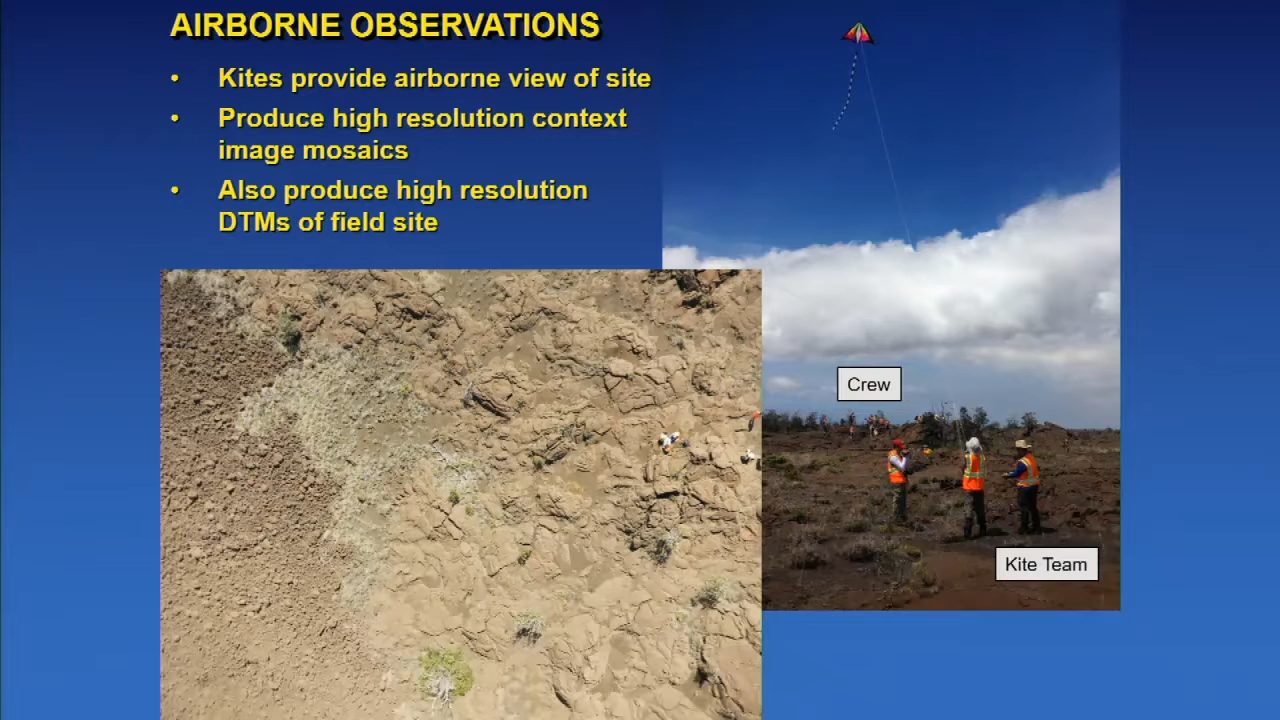 AIRBORNE OBSERVATIONS
• Kites provide airborne view of site
• Produce high resolution context
image mosaics
• Also produce high resolution
DTMs of field site
Crew
Kite Team